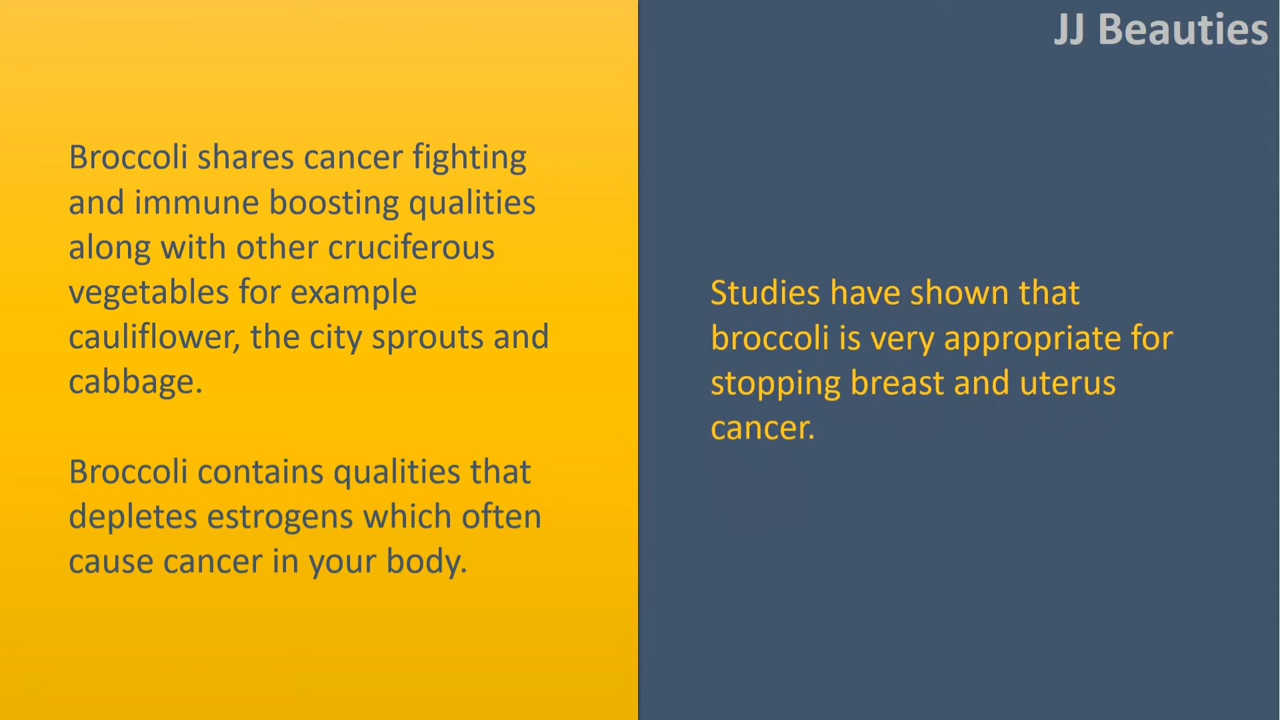 JJ Beauties
Broccoli shares cancer fighting
and immune boosting qualities
along with other cruciferous
vegetables for example
cauliflower, the city sprouts and
cabbage.
Broccoli contains qualities that
depletes estrogens which often
cause cancer in your body.
Studies have shown that
broccoli is very appropriate for
stopping breast and uterus
cancer.